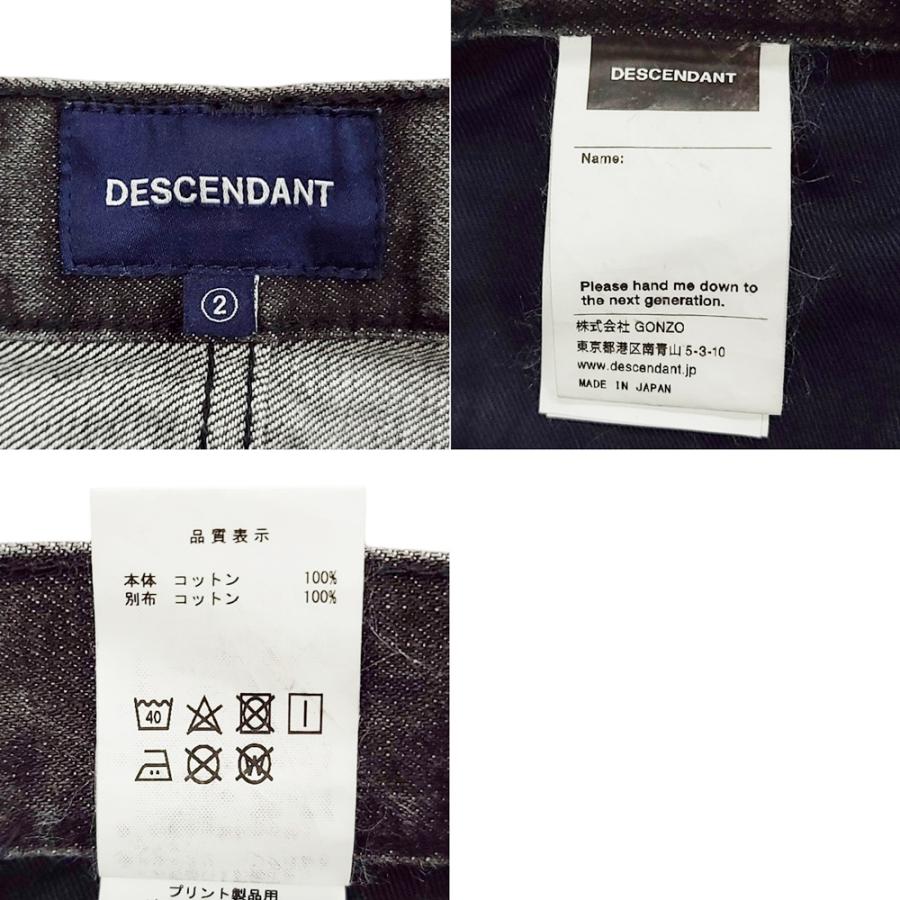 DESCENDANT
2
DESCENDANT
Name:
Please hand me down to
the next generation.
株式会社 GONZO
東京都港区南青山 5-3-10
www.descendant.jp
MADE IN JAPAN
品質表示
本体 コットン 100%
別布 コットン 100%
40
W
プリント製品用